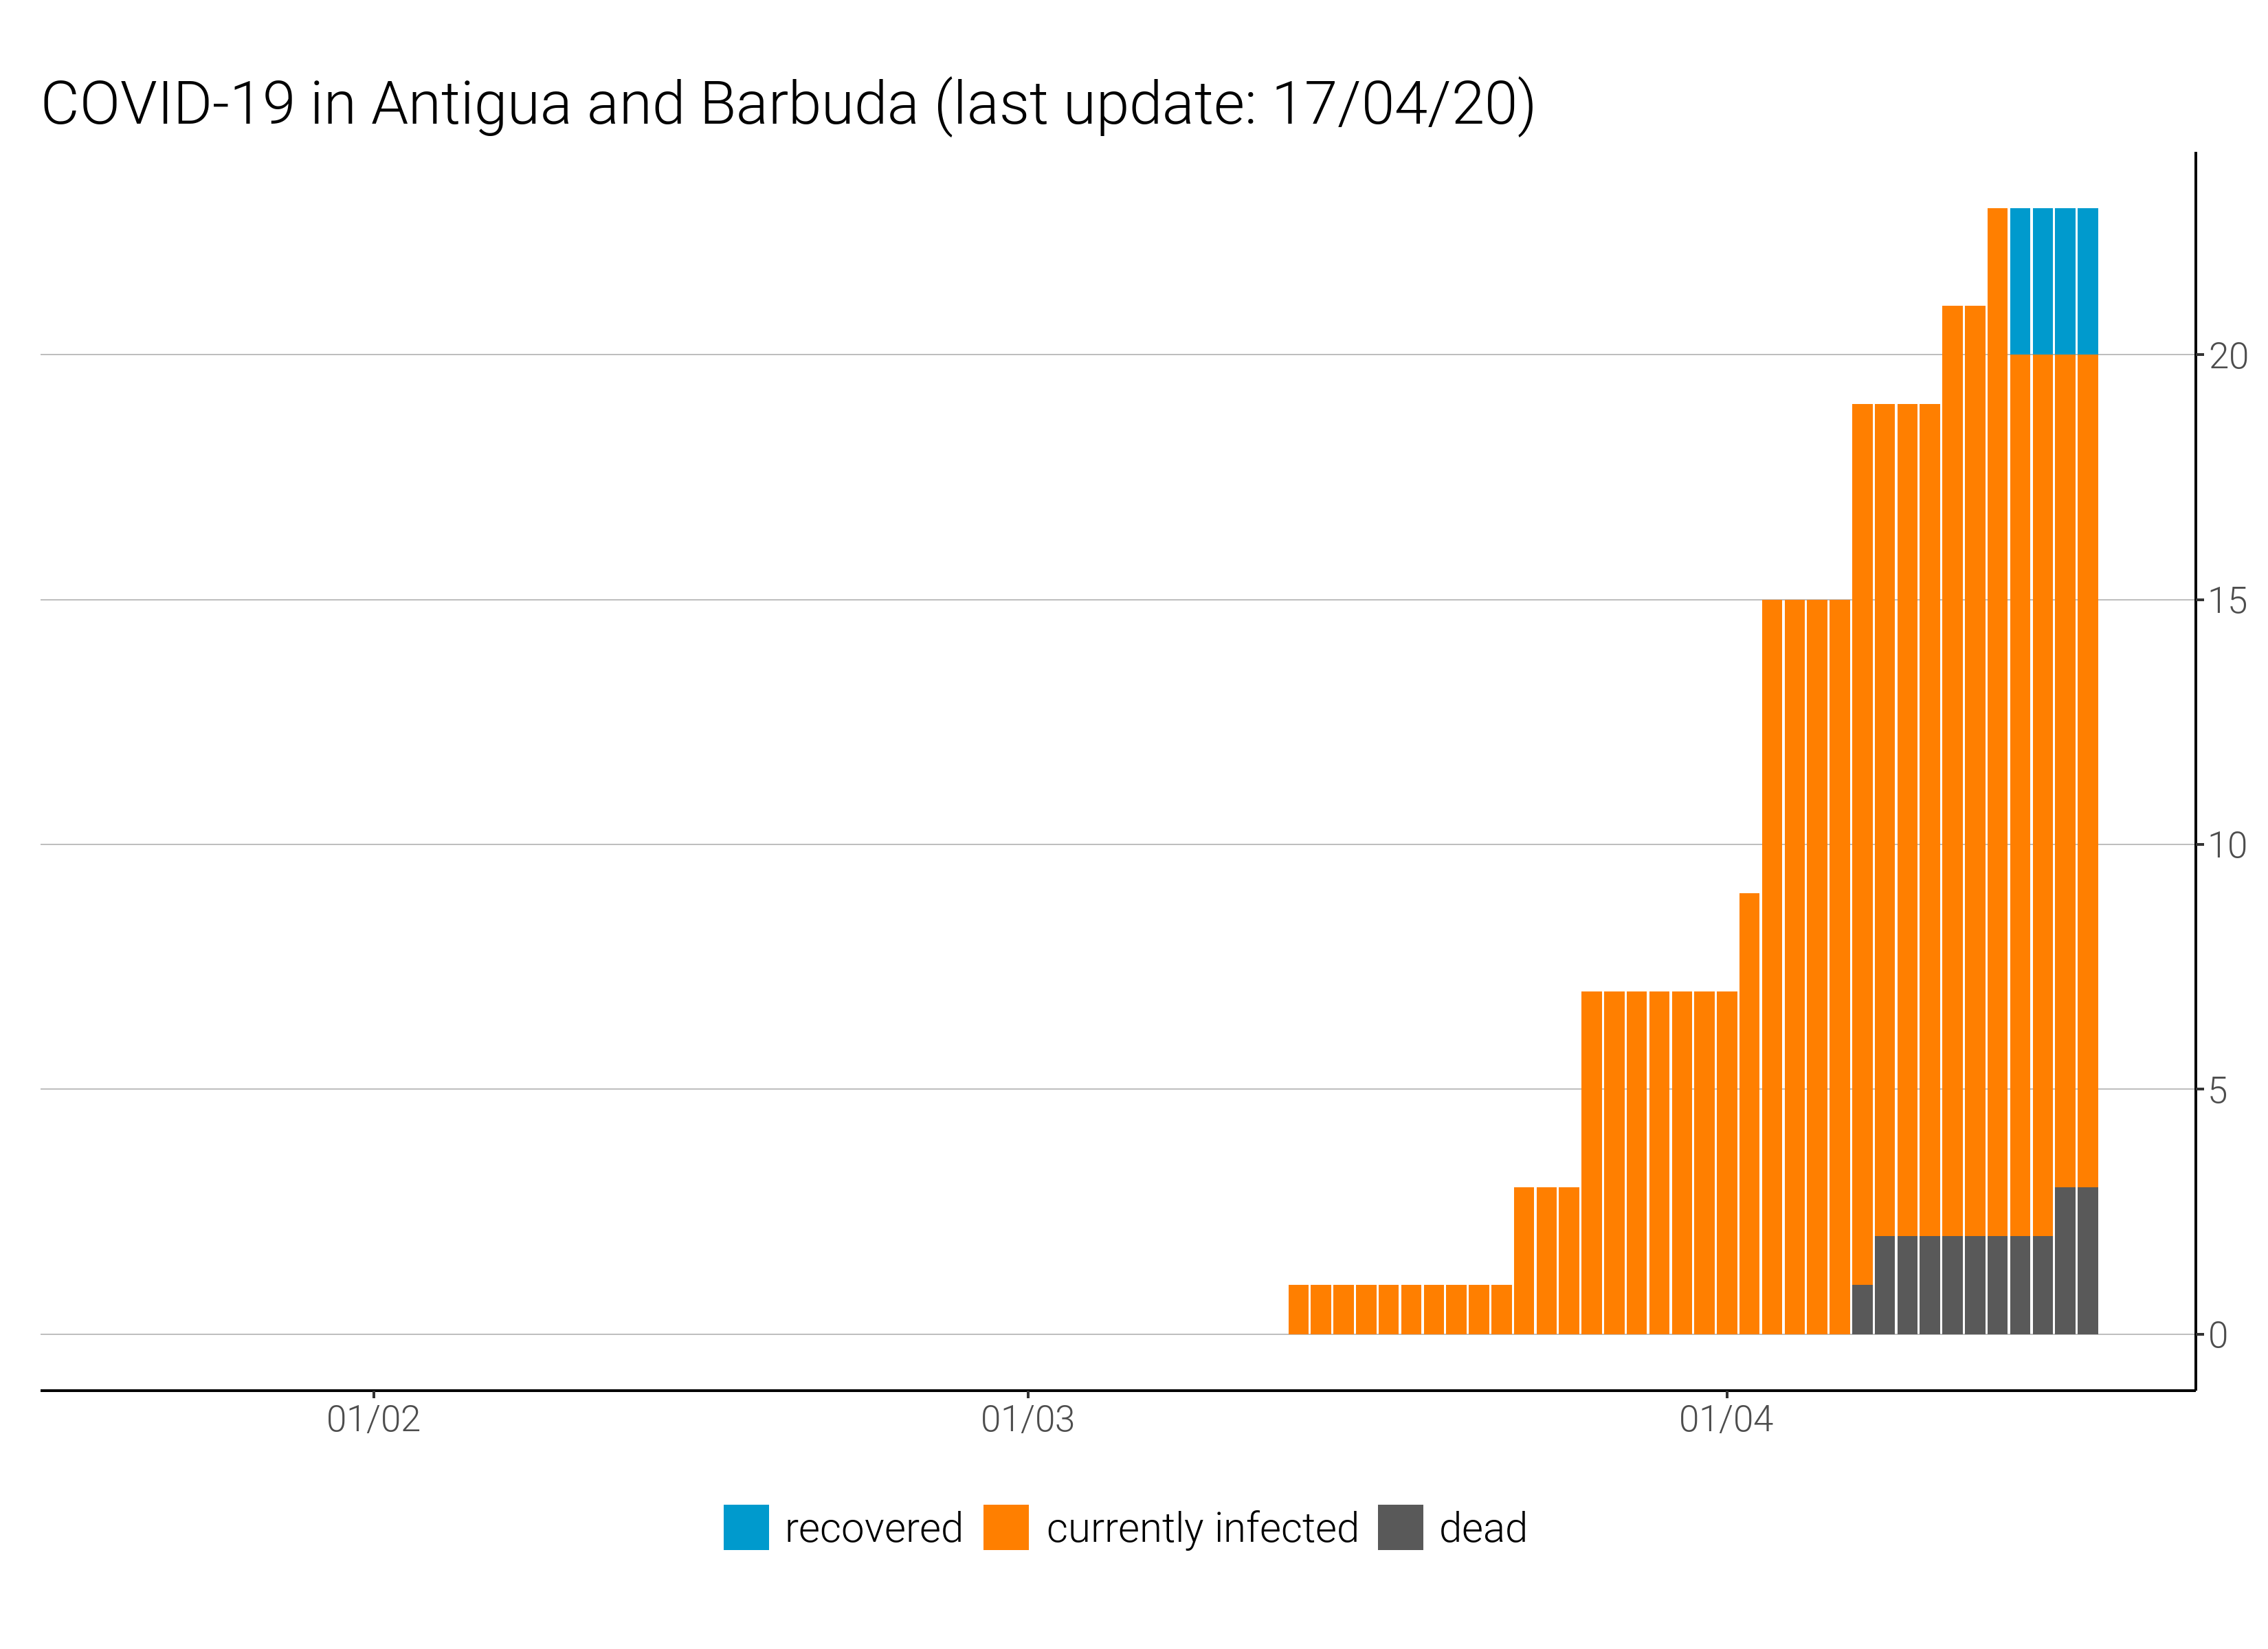 COVID-19 in Antigua and Barbuda (last update: 17/04/20)
20
15
10
5
0
01/02 01/03 01/04
recovered currently infected dead